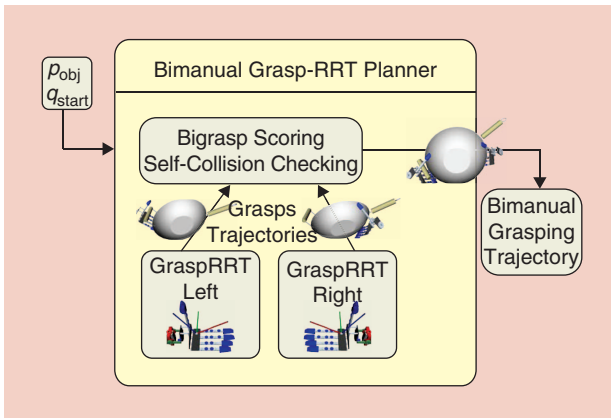 p_obj
q_start
Bimanual Grasp-RRT Planner
Bigrasp Scoring
Self-Collision Checking
Grasps
Trajectories
GraspRRT
Left
GraspRRT
Right
Bimanual
Grasping
Trajectory